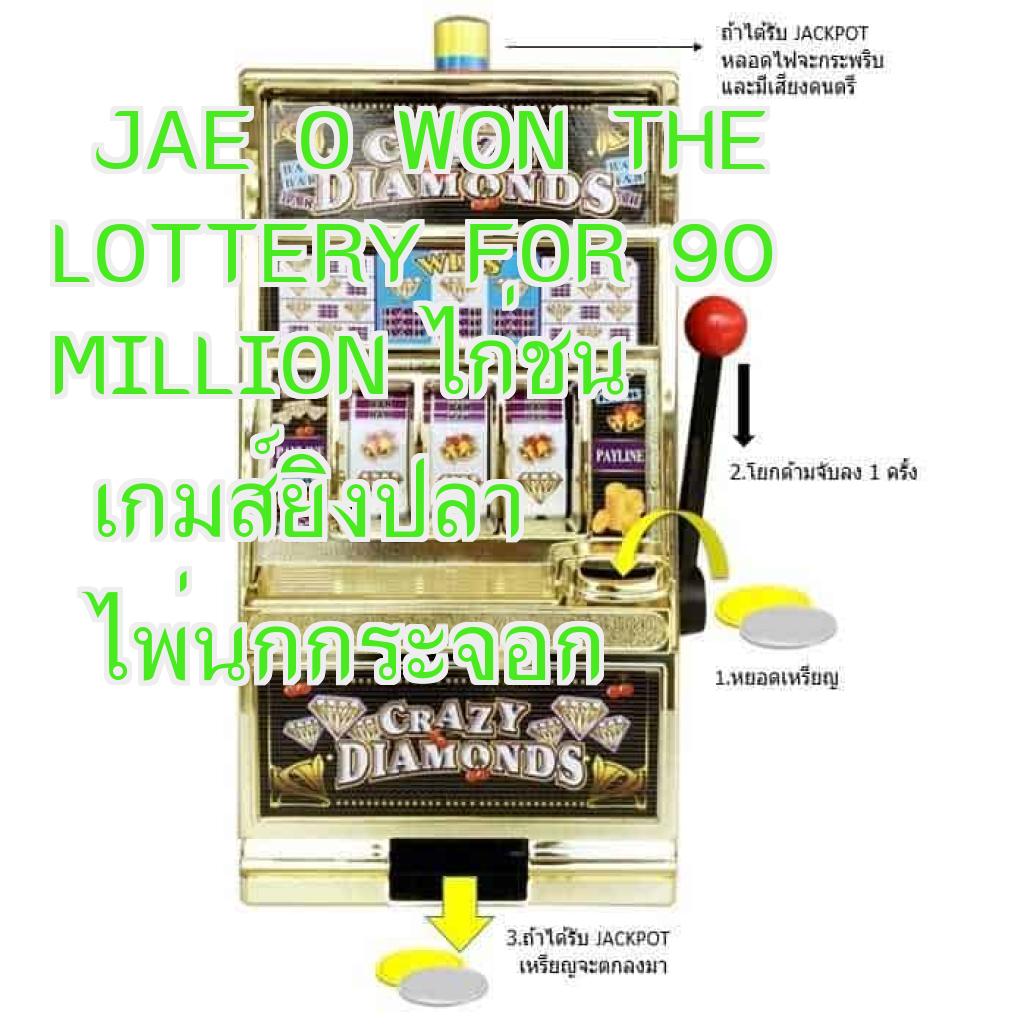 ถ้าได้รับ JACKPOT
หลอดไฟจะกระพริบ
และมีเสียงดนตรี
JAE O WON THE
LOTTERY FOR 90
MILLION ไก่ชน
เกมส์ยิงปลา
ไพ่นกกระจอก
CRAZY
DIAMONDS
WINS
PAYLINE
PAYLINE
2.โยกด้ามจับลง 1 ครั้ง
1.หยอดเหรียญ
CRAZY
DIAMONDS
3.ถ้าได้รับ JACKPOT
เหรียญจะตกลงมา